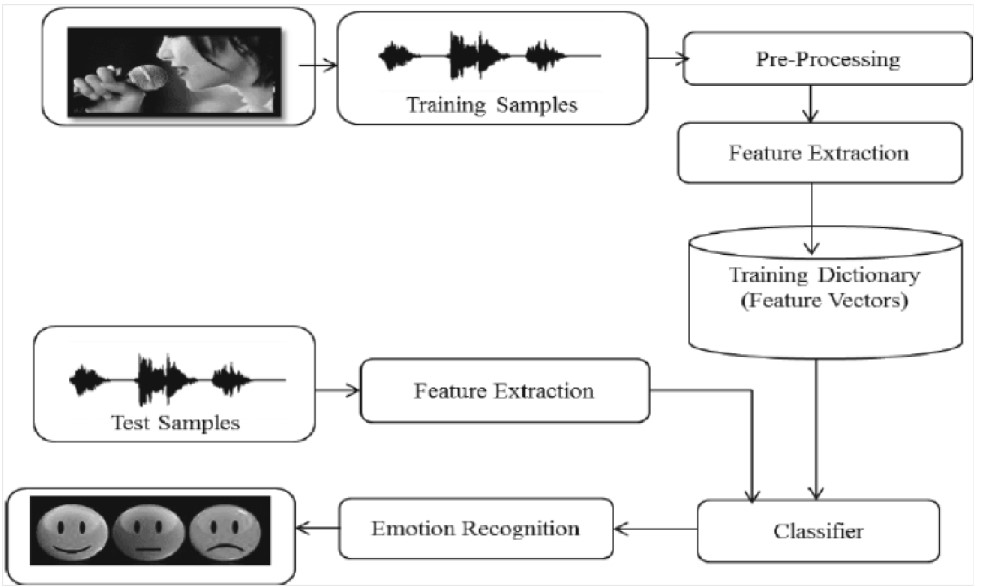 Training Samples
Pre-Processing
Feature Extraction
Training Dictionary
(Feature Vectors)
Test Samples
Feature Extraction
Classifier
Emotion Recognition